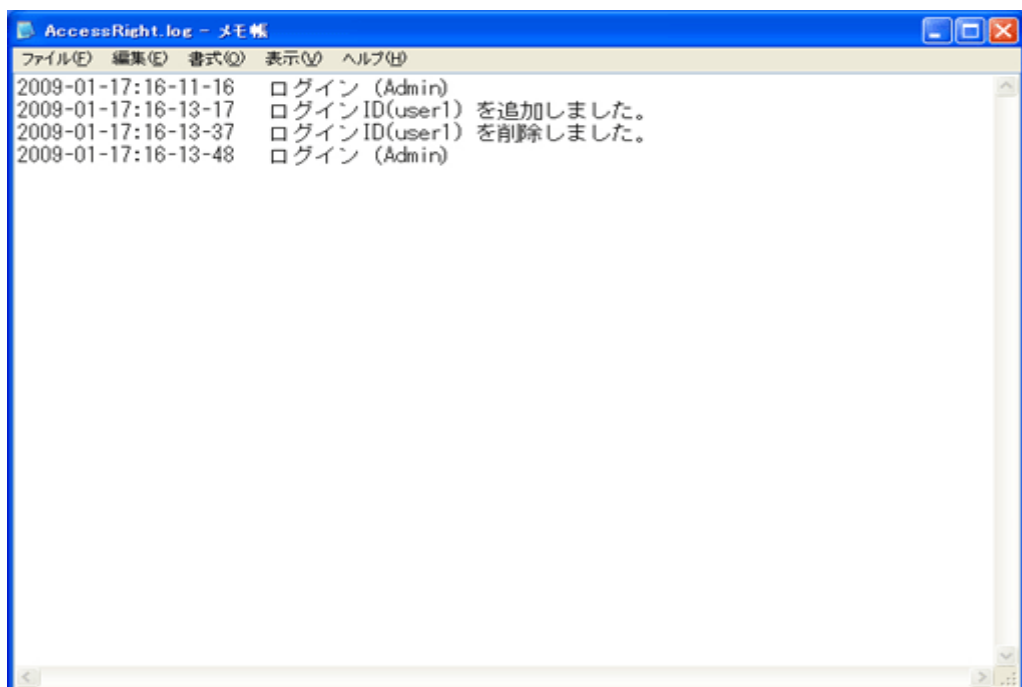 AccessRight.log - メモ帳
ファイル(F) 編集(E) 書式(O) 表示(V) ヘルプ(H)
2009-01-17:16-11-16 ログイン (Admin)
2009-01-17:16-13-17 ログインID(user1) を追加しました。
2009-01-17:16-13-37 ログインID(user1) を削除しました。
2009-01-17:16-13-48 ログイン (Admin)